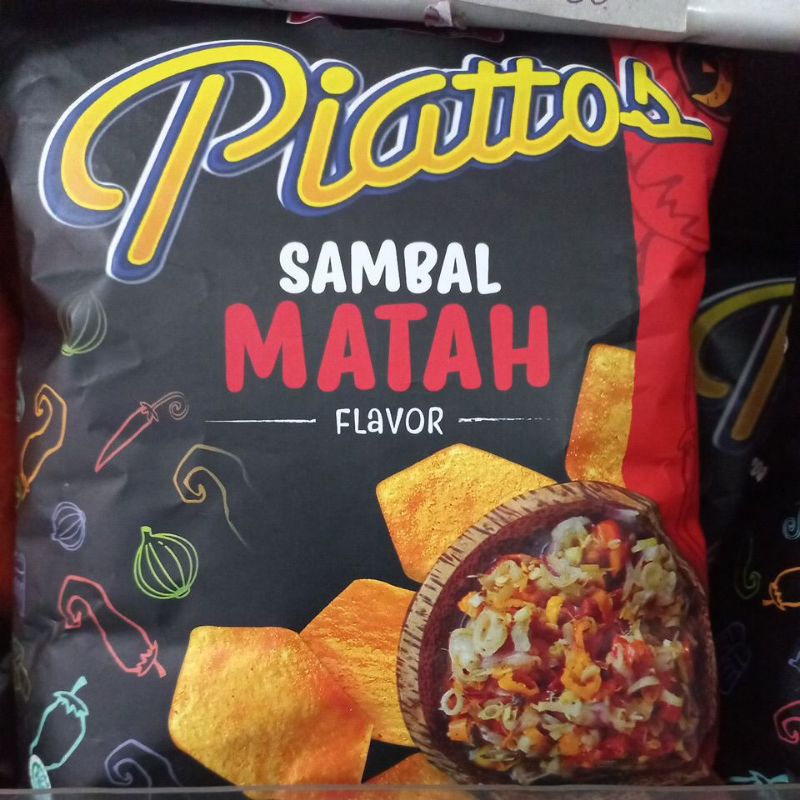 Piattos
SAMBAL
MATAH
FLAVOR